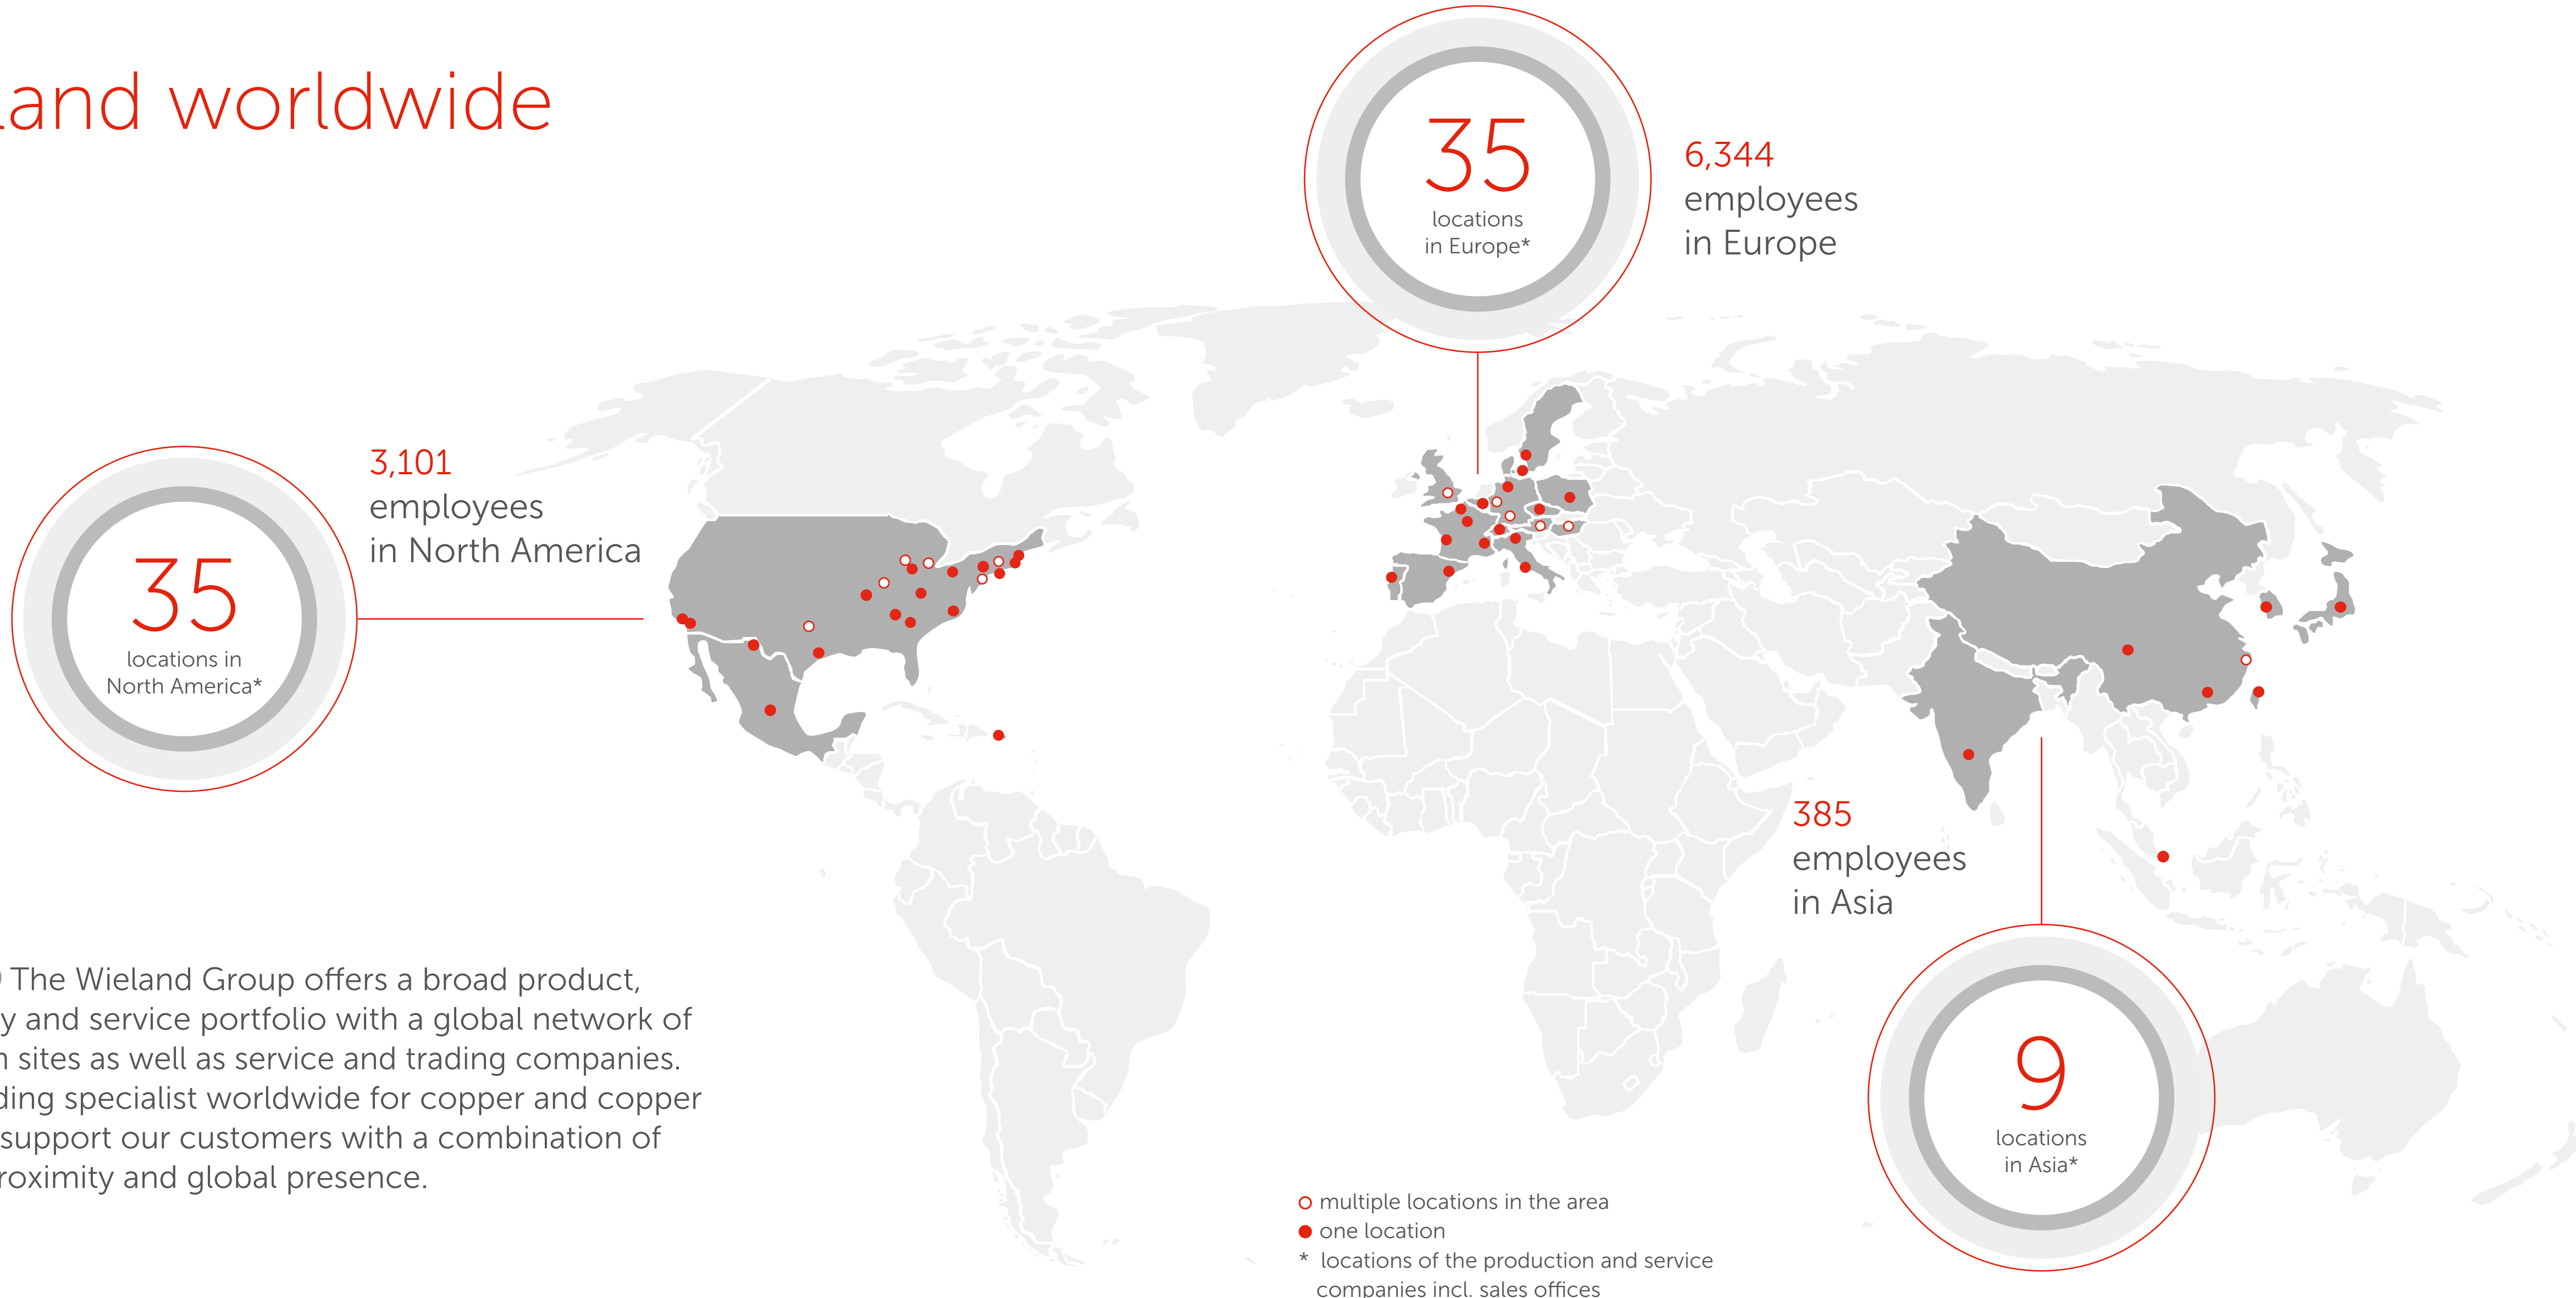 land worldwide
35
locations
in Europe*
6,344
employees
in Europe
3,101
employees
in North America
35
locations in
North America*
385
employees
in Asia
9
locations
in Asia*
The Wieland Group offers a broad product,
y and service portfolio with a global network of
n sites as well as service and trading companies.
ding specialist worldwide for copper and copper
support our customers with a combination of
roximity and global presence.
multiple locations in the area
one location
* locations of the production and service
companies incl. sales offices